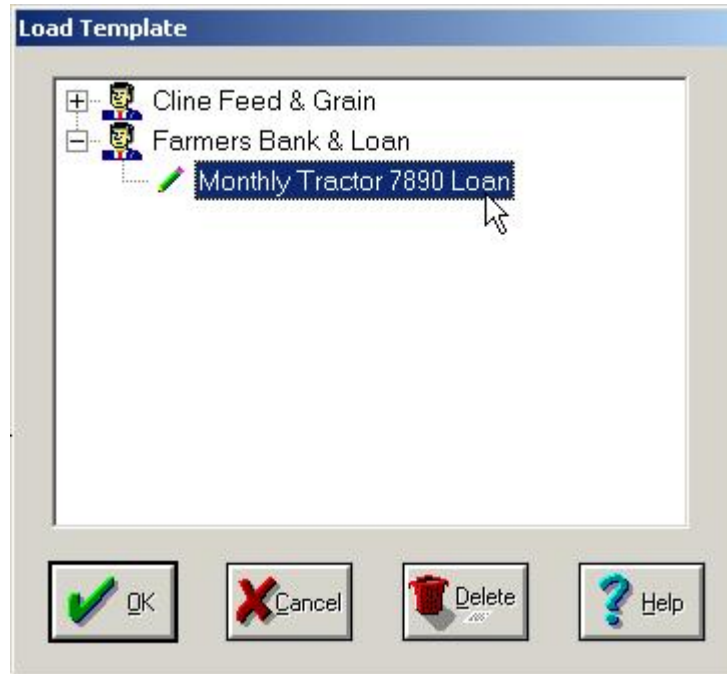 Load Template
Cline Feed & Grain
Farmers Bank & Loan
Monthly Tractor 7890 Loan
OK
Cancel
Delete
Help